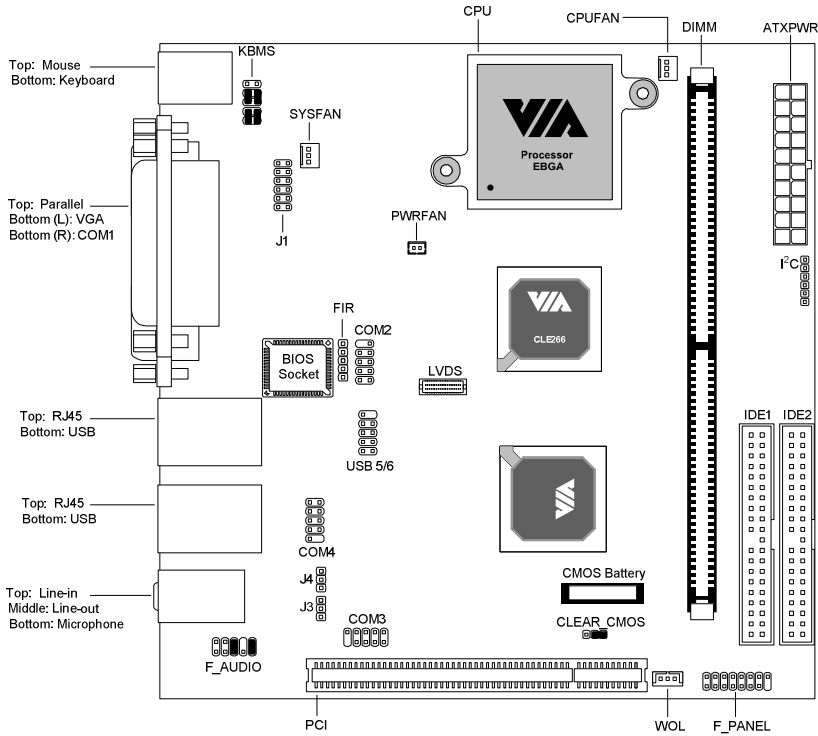 CPU
CPUFAN
DIMM
ATXPWR
KBMS
Top: Mouse
Bottom: Keyboard
SYSFAN
VIA
Processor
EBGA
Top: Parallel
Bottom (L): VGA
Bottom (R): COM1
J1
PWRFAN
I²C
FIR
COM2
VIA
CLE266
BIOS
Socket
LVDS
Top: RJ45
Bottom: USB
IDE1
IDE2
USB 5/6
VIA
Top: RJ45
Bottom: USB
COM4
J4
CMOS Battery
Top: Line-in
Middle: Line-out
Bottom: Microphone
J3
COM3
CLEAR_CMOS
F_AUDIO
PCI
WOL
F_PANEL